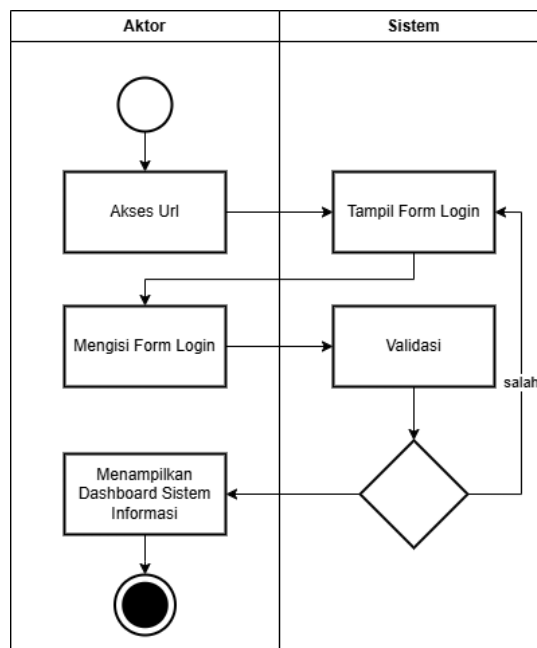 Aktor
Sistem
Akses Url
Tampil Form Login
Mengisi Form Login
Validasi
salah
Menampilkan
Dashboard Sistem
Informasi